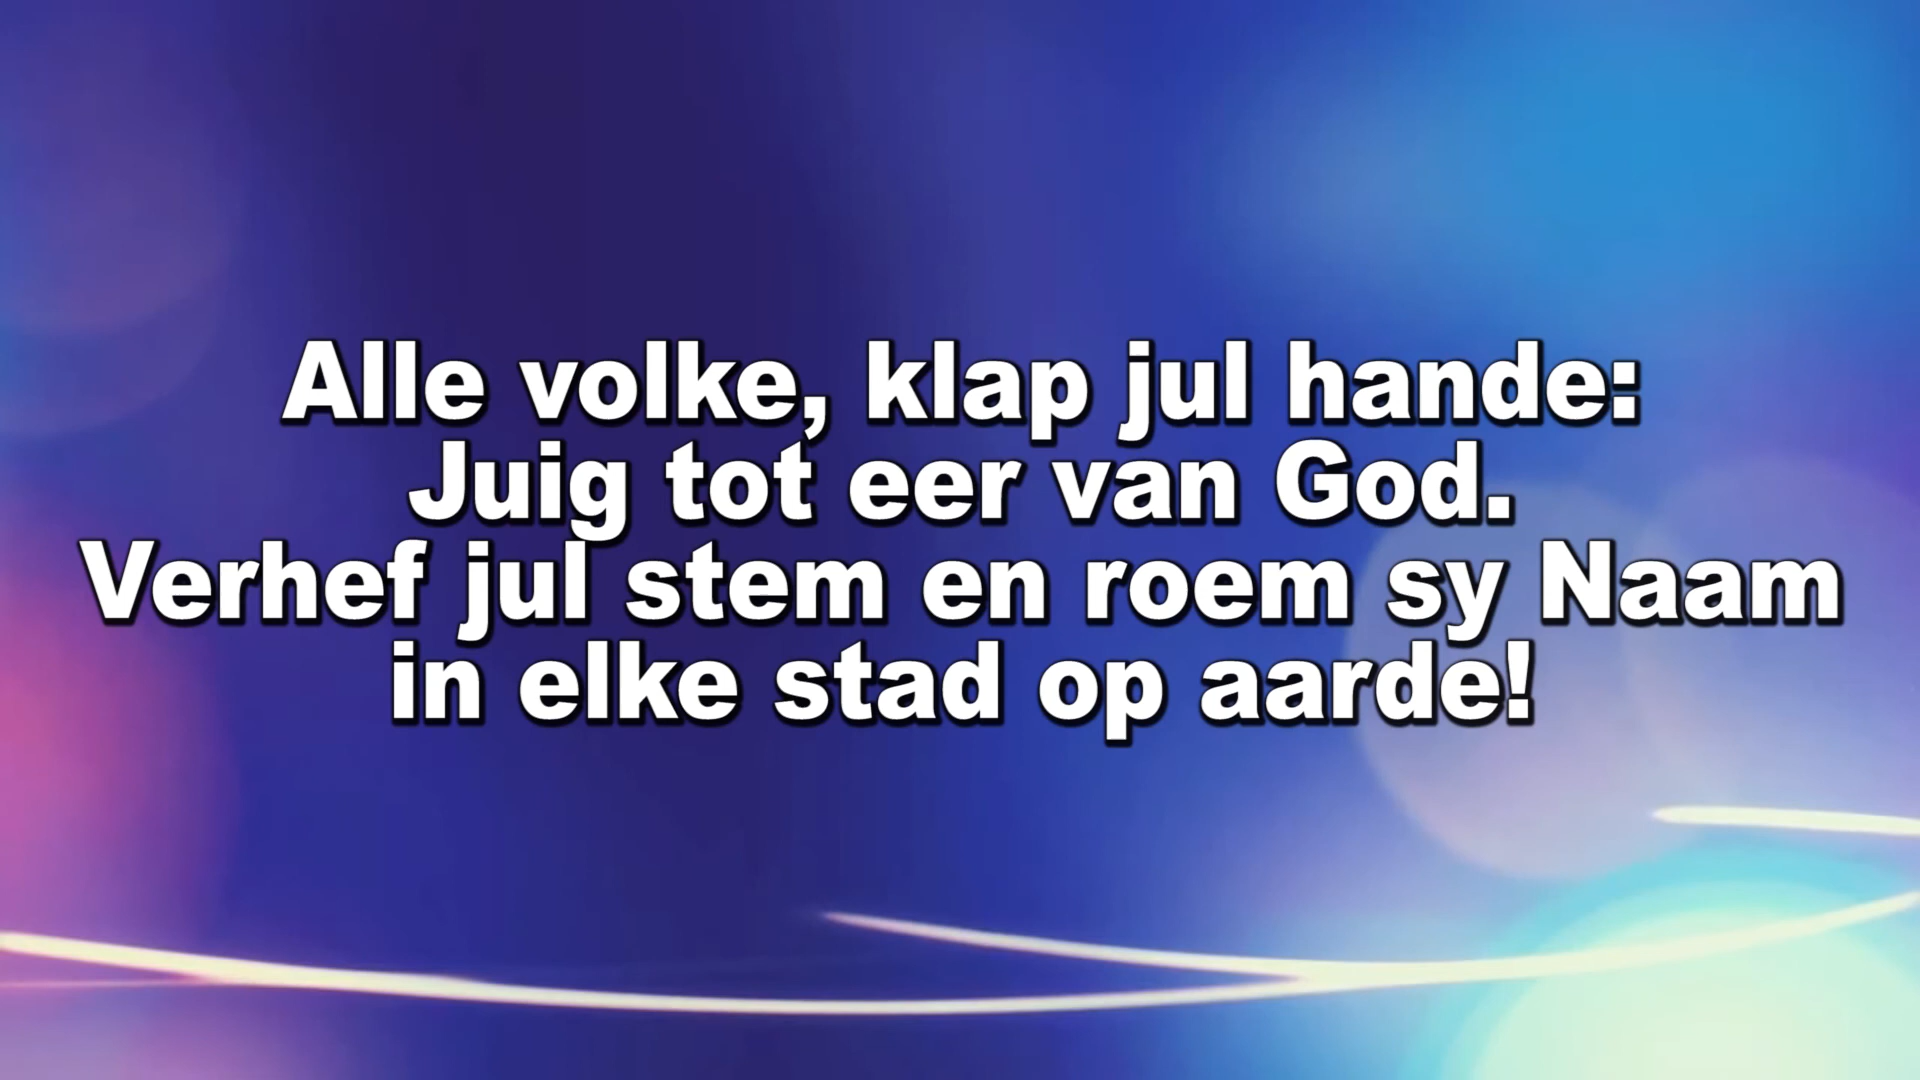 Alle volke, klap jul hande:
Juig tot eer van God.
Verhef jul stem en roem sy Naam
in elke stad op aarde!